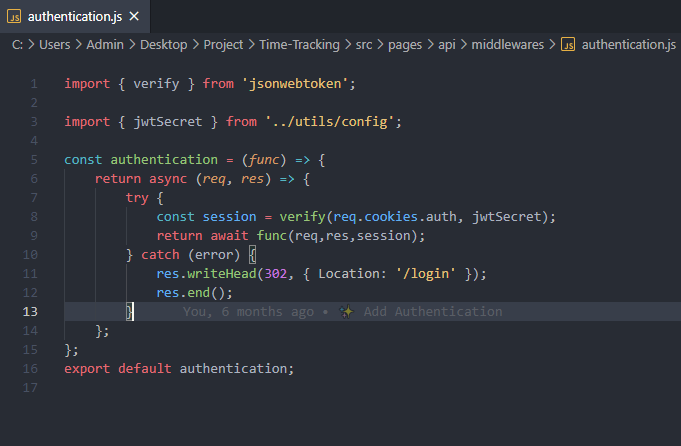 JS authentication.js ×
C: > Users > Admin > Desktop > Project > Time-Tracking > src > pages > api > middlewares > JS authentication.js
1 import { verify } from 'jsonwebtoken';
2
3 import { jwtSecret } from '../utils/config';
4
5 const authentication = (func) => {
6 return async (req, res) => {
7 try {
8 const session = verify(req.cookies.auth, jwtSecret);
9 return await func(req,res,session);
10 } catch (error) {
11 res.writeHead(302, { Location: '/login' });
12 res.end();
13 } You, 6 months ago • ✨ Add Authentication
14 };
15 };
16 export default authentication;
17